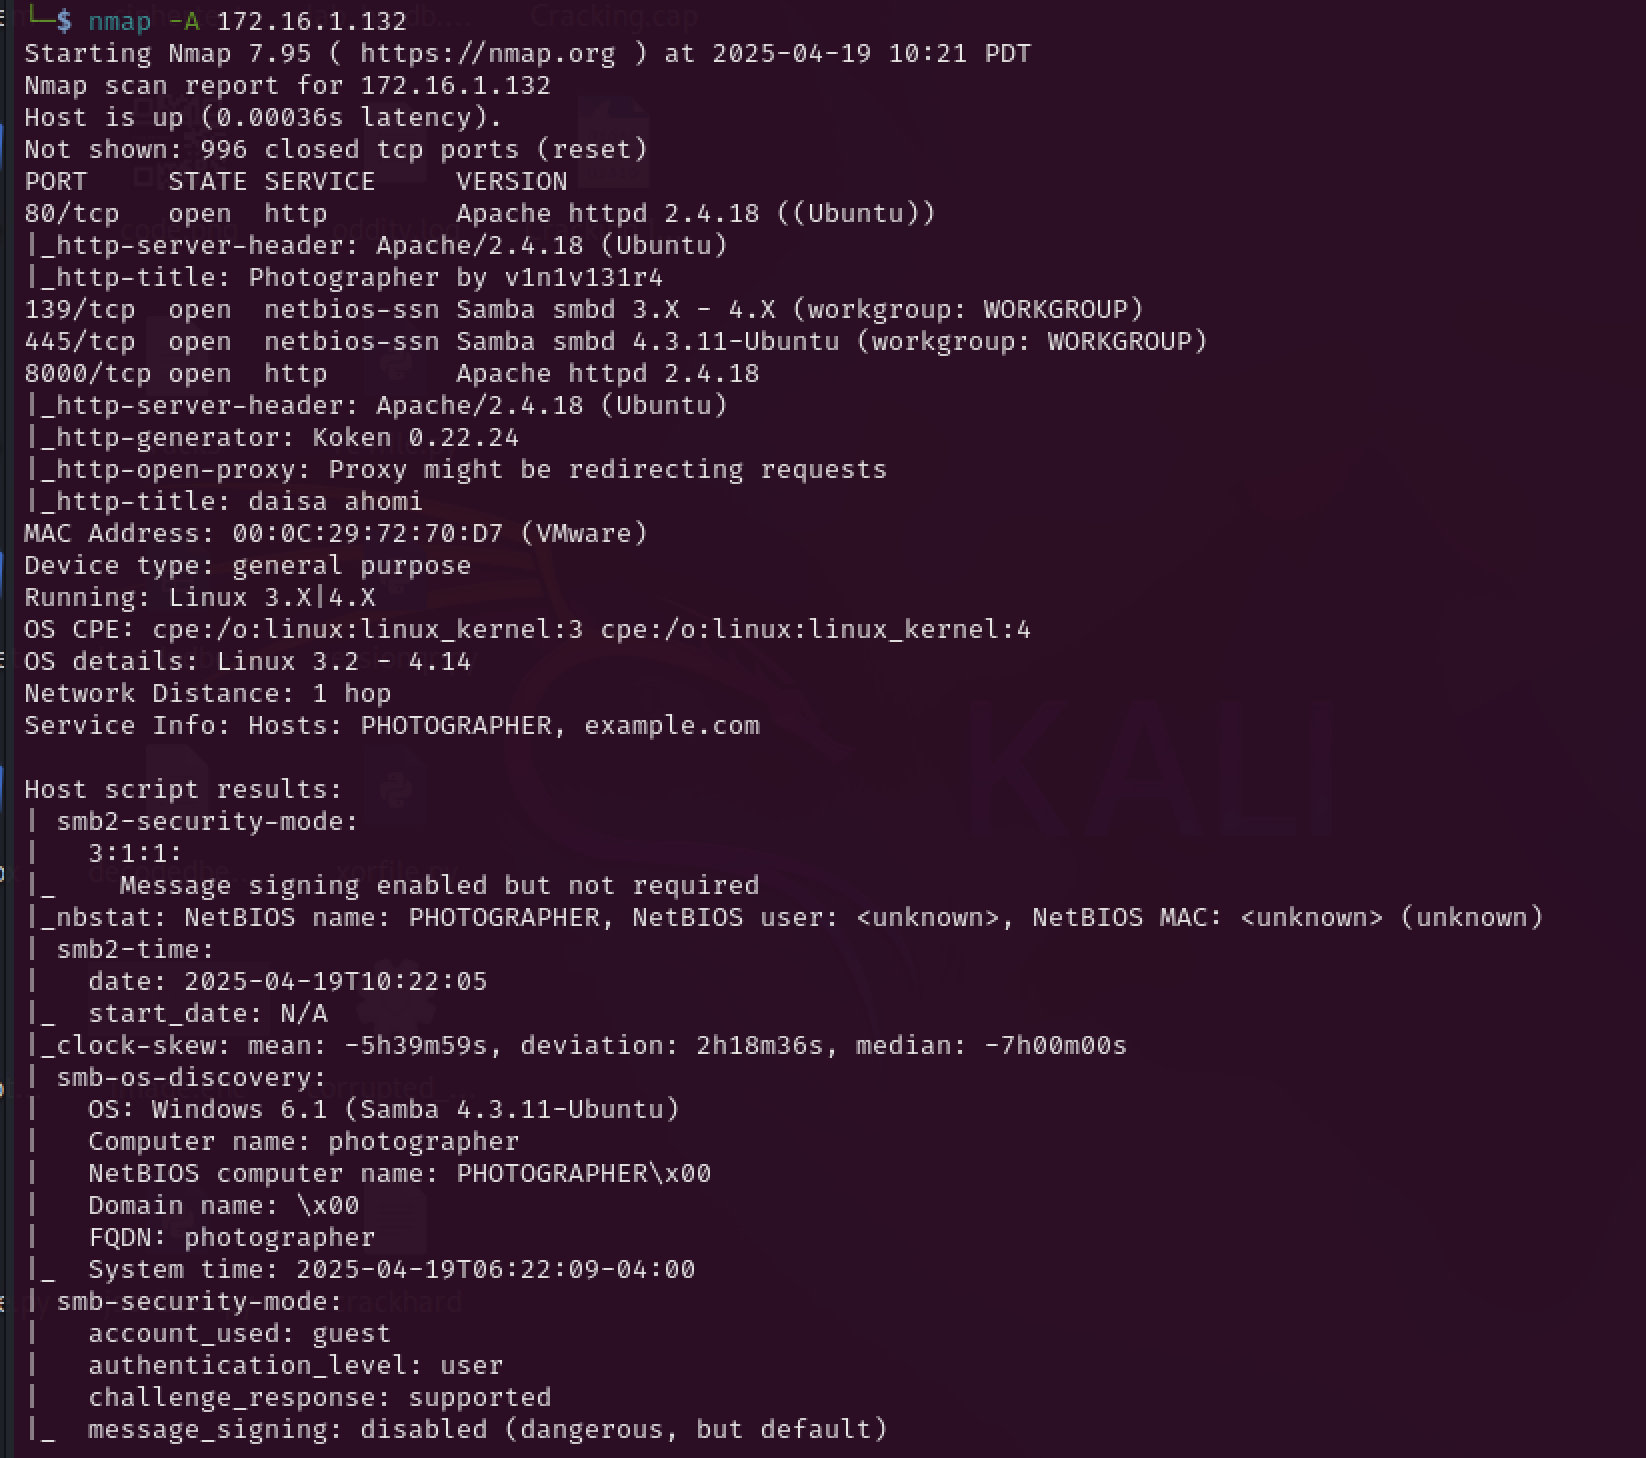 └─$ nmap -A 172.16.1.132
Starting Nmap 7.95 ( https://nmap.org ) at 2025-04-19 10:21 PDT
Nmap scan report for 172.16.1.132
Host is up (0.00036s latency).
Not shown: 996 closed tcp ports (reset)
PORT     STATE SERVICE     VERSION
80/tcp   open  http        Apache httpd 2.4.18 ((Ubuntu))
|_http-server-header: Apache/2.4.18 (Ubuntu)
|_http-title: Photographer by v1n1v131r4
139/tcp  open  netbios-ssn Samba smbd 3.X - 4.X (workgroup: WORKGROUP)
445/tcp  open  netbios-ssn Samba smbd 4.3.11-Ubuntu (workgroup: WORKGROUP)
8000/tcp open  http        Apache httpd 2.4.18
|_http-server-header: Apache/2.4.18 (Ubuntu)
|_http-generator: Koken 0.22.24
|_http-open-proxy: Proxy might be redirecting requests
|_http-title: daisa ahomi
MAC Address: 00:0C:29:72:70:D7 (VMware)
Device type: general purpose
Running: Linux 3.X|4.X
OS CPE: cpe:/o:linux:linux_kernel:3 cpe:/o:linux:linux_kernel:4
OS details: Linux 3.2 - 4.14
Network Distance: 1 hop
Service Info: Hosts: PHOTOGRAPHER, example.com
KALI
Host script results:
| smb2-security-mode:
|   3:1:1:
|_    Message signing enabled but not required
|_nbstat: NetBIOS name: PHOTOGRAPHER, NetBIOS user: <unknown>, NetBIOS MAC: <unknown> (unknown)
| smb2-time:
|   date: 2025-04-19T10:22:05
|_  start_date: N/A
|_clock-skew: mean: -5h39m59s, deviation: 2h18m36s, median: -7h00m00s
| smb-os-discovery:
|   OS: Windows 6.1 (Samba 4.3.11-Ubuntu)
|   Computer name: photographer
|   NetBIOS computer name: PHOTOGRAPHER\x00
|   Domain name: \x00
|   FQDN: photographer
|_  System time: 2025-04-19T06:22:09-04:00
| smb-security-mode:
|   account_used: guest
|   authentication_level: user
|   challenge_response: supported
|_  message_signing: disabled (dangerous, but default)